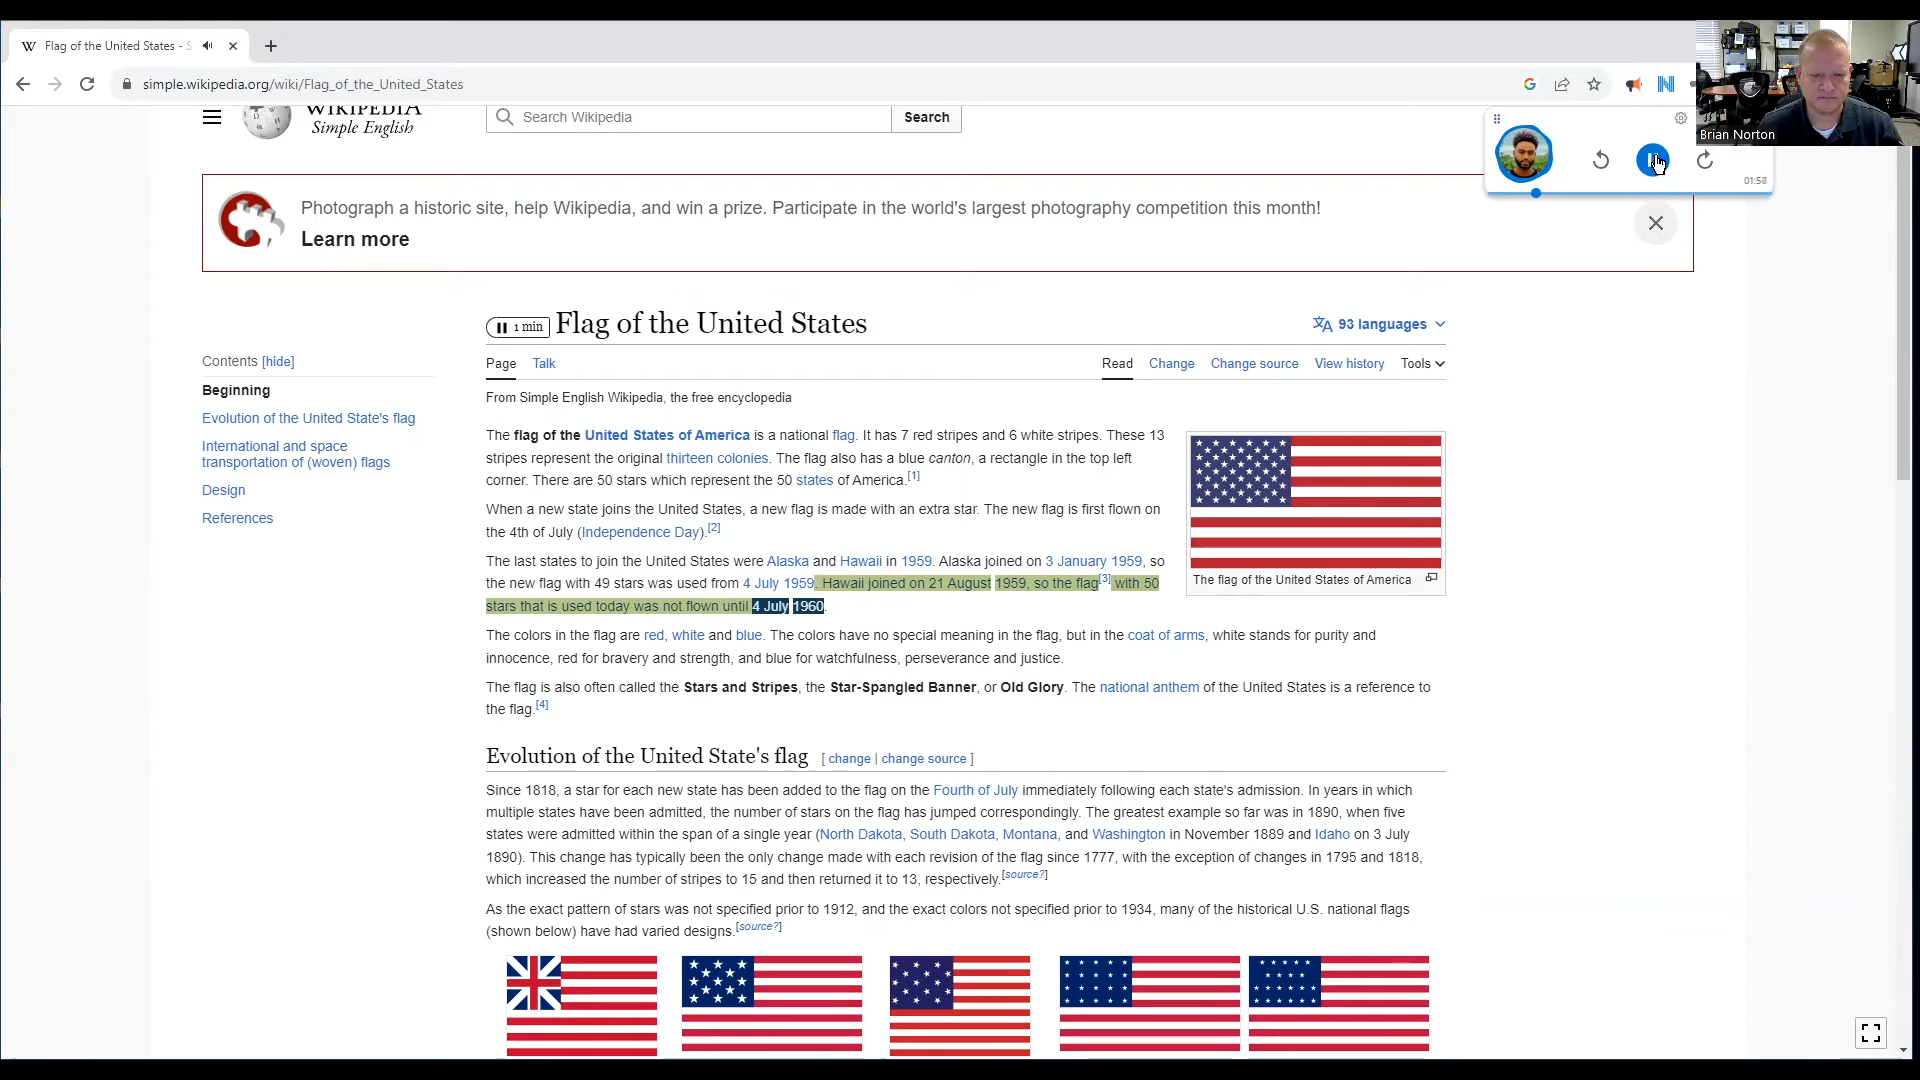 Flag of the United States - S
simple.wikipedia.org/wiki/Flag_of_the_United_States
Brian Norton
WIKIPEDIA
Simple English
Search Wikipedia
Search
Photograph a historic site, help Wikipedia, and win a prize. Participate in the world's largest photography competition this month!
Learn more
1 min
Flag of the United States
93 languages
Contents [hide]
Beginning
Evolution of the United State's flag
International and space
transportation of (woven) flags
Design
References
Page Talk Read Change Change source View history Tools
From Simple English Wikipedia, the free encyclopedia
The flag of the United States of America is a national flag. It has 7 red stripes and 6 white stripes. These 13
stripes represent the original thirteen colonies. The flag also has a blue canton, a rectangle in the top left
corner. There are 50 stars which represent the 50 states of America.[1]
When a new state joins the United States, a new flag is made with an extra star. The new flag is first flown on
the 4th of July (Independence Day).[2]
The last states to join the United States were Alaska and Hawaii in 1959. Alaska joined on 3 January 1959, so
the new flag with 49 stars was used from 4 July 1959. Hawaii joined on 21 August 1959, so the flag[3] with 50
stars that is used today was not flown until 4 July 1960.
The flag of the United States of America
The colors in the flag are red, white and blue. The colors have no special meaning in the flag, but in the coat of arms, white stands for purity and
innocence, red for bravery and strength, and blue for watchfulness, perseverance and justice.
The flag is also often called the Stars and Stripes, the Star-Spangled Banner, or Old Glory. The national anthem of the United States is a reference to
the flag.[4]
Evolution of the United State's flag [ change | change source ]
Since 1818, a star for each new state has been added to the flag on the Fourth of July immediately following each state's admission. In years in which
multiple states have been admitted, the number of stars on the flag has jumped correspondingly. The greatest example so far was in 1890, when five
states were admitted within the span of a single year (North Dakota, South Dakota, Montana, and Washington in November 1889 and Idaho on 3 July
1890). This change has typically been the only change made with each revision of the flag since 1777, with the exception of changes in 1795 and 1818,
which increased the number of stripes to 15 and then returned it to 13, respectively.[source?]
As the exact pattern of stars was not specified prior to 1912, and the exact colors not specified prior to 1934, many of the historical U.S. national flags
(shown below) have had varied designs.[source?]